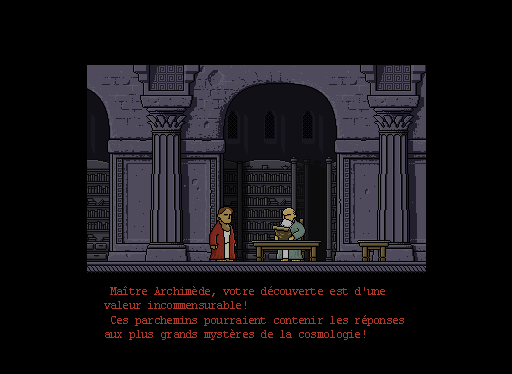 Maître Archimède, votre découverte est d'une
valeur incommensurable!
Ces parchemins pourraient contenir les réponses
aux plus grands mystères de la cosmologie!